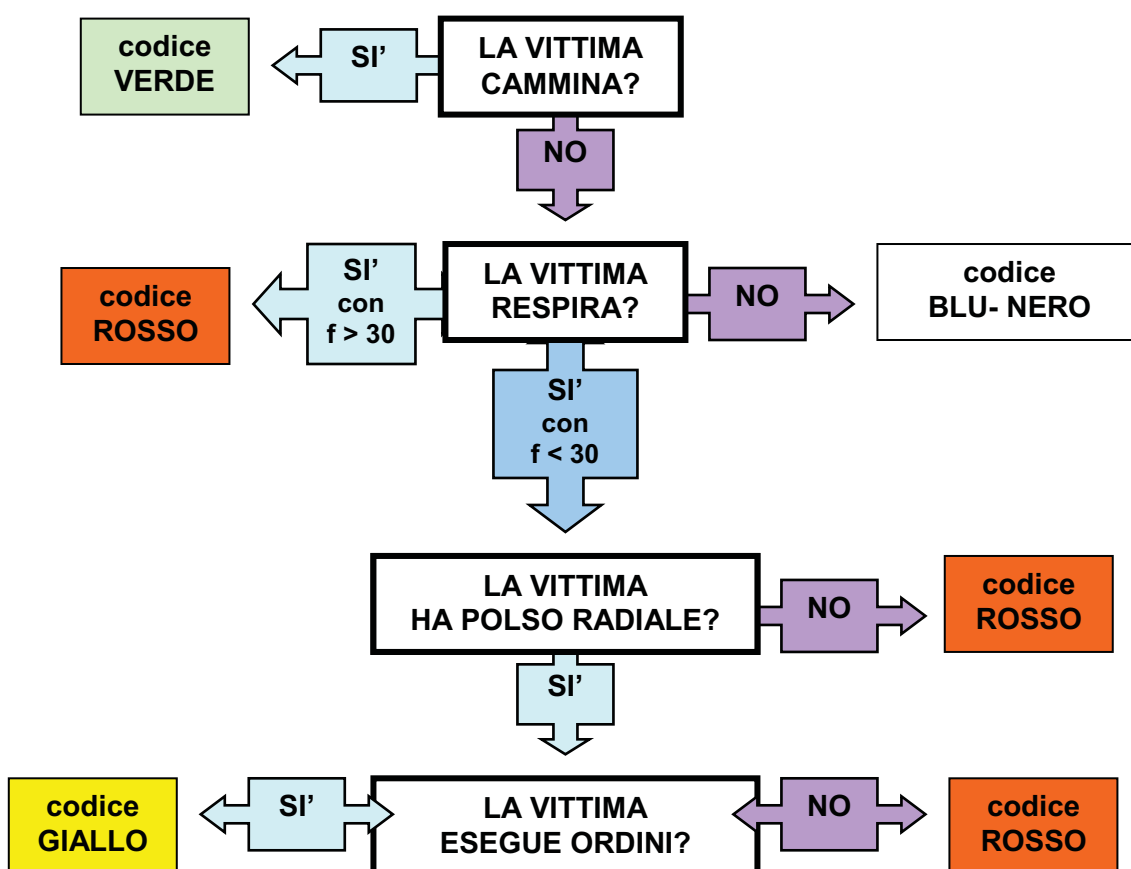 codice
VERDE
SI’
LA VITTIMA
CAMMINA?
NO
codice
ROSSO
SI’
con
f > 30
LA VITTIMA
RESPIRA?
NO
codice
BLU- NERO
SI’
con
f < 30
LA VITTIMA
HA POLSO RADIALE?
NO
codice
ROSSO
SI’
codice
GIALLO
SI’
LA VITTIMA
ESEGUE ORDINI?
NO
codice
ROSSO